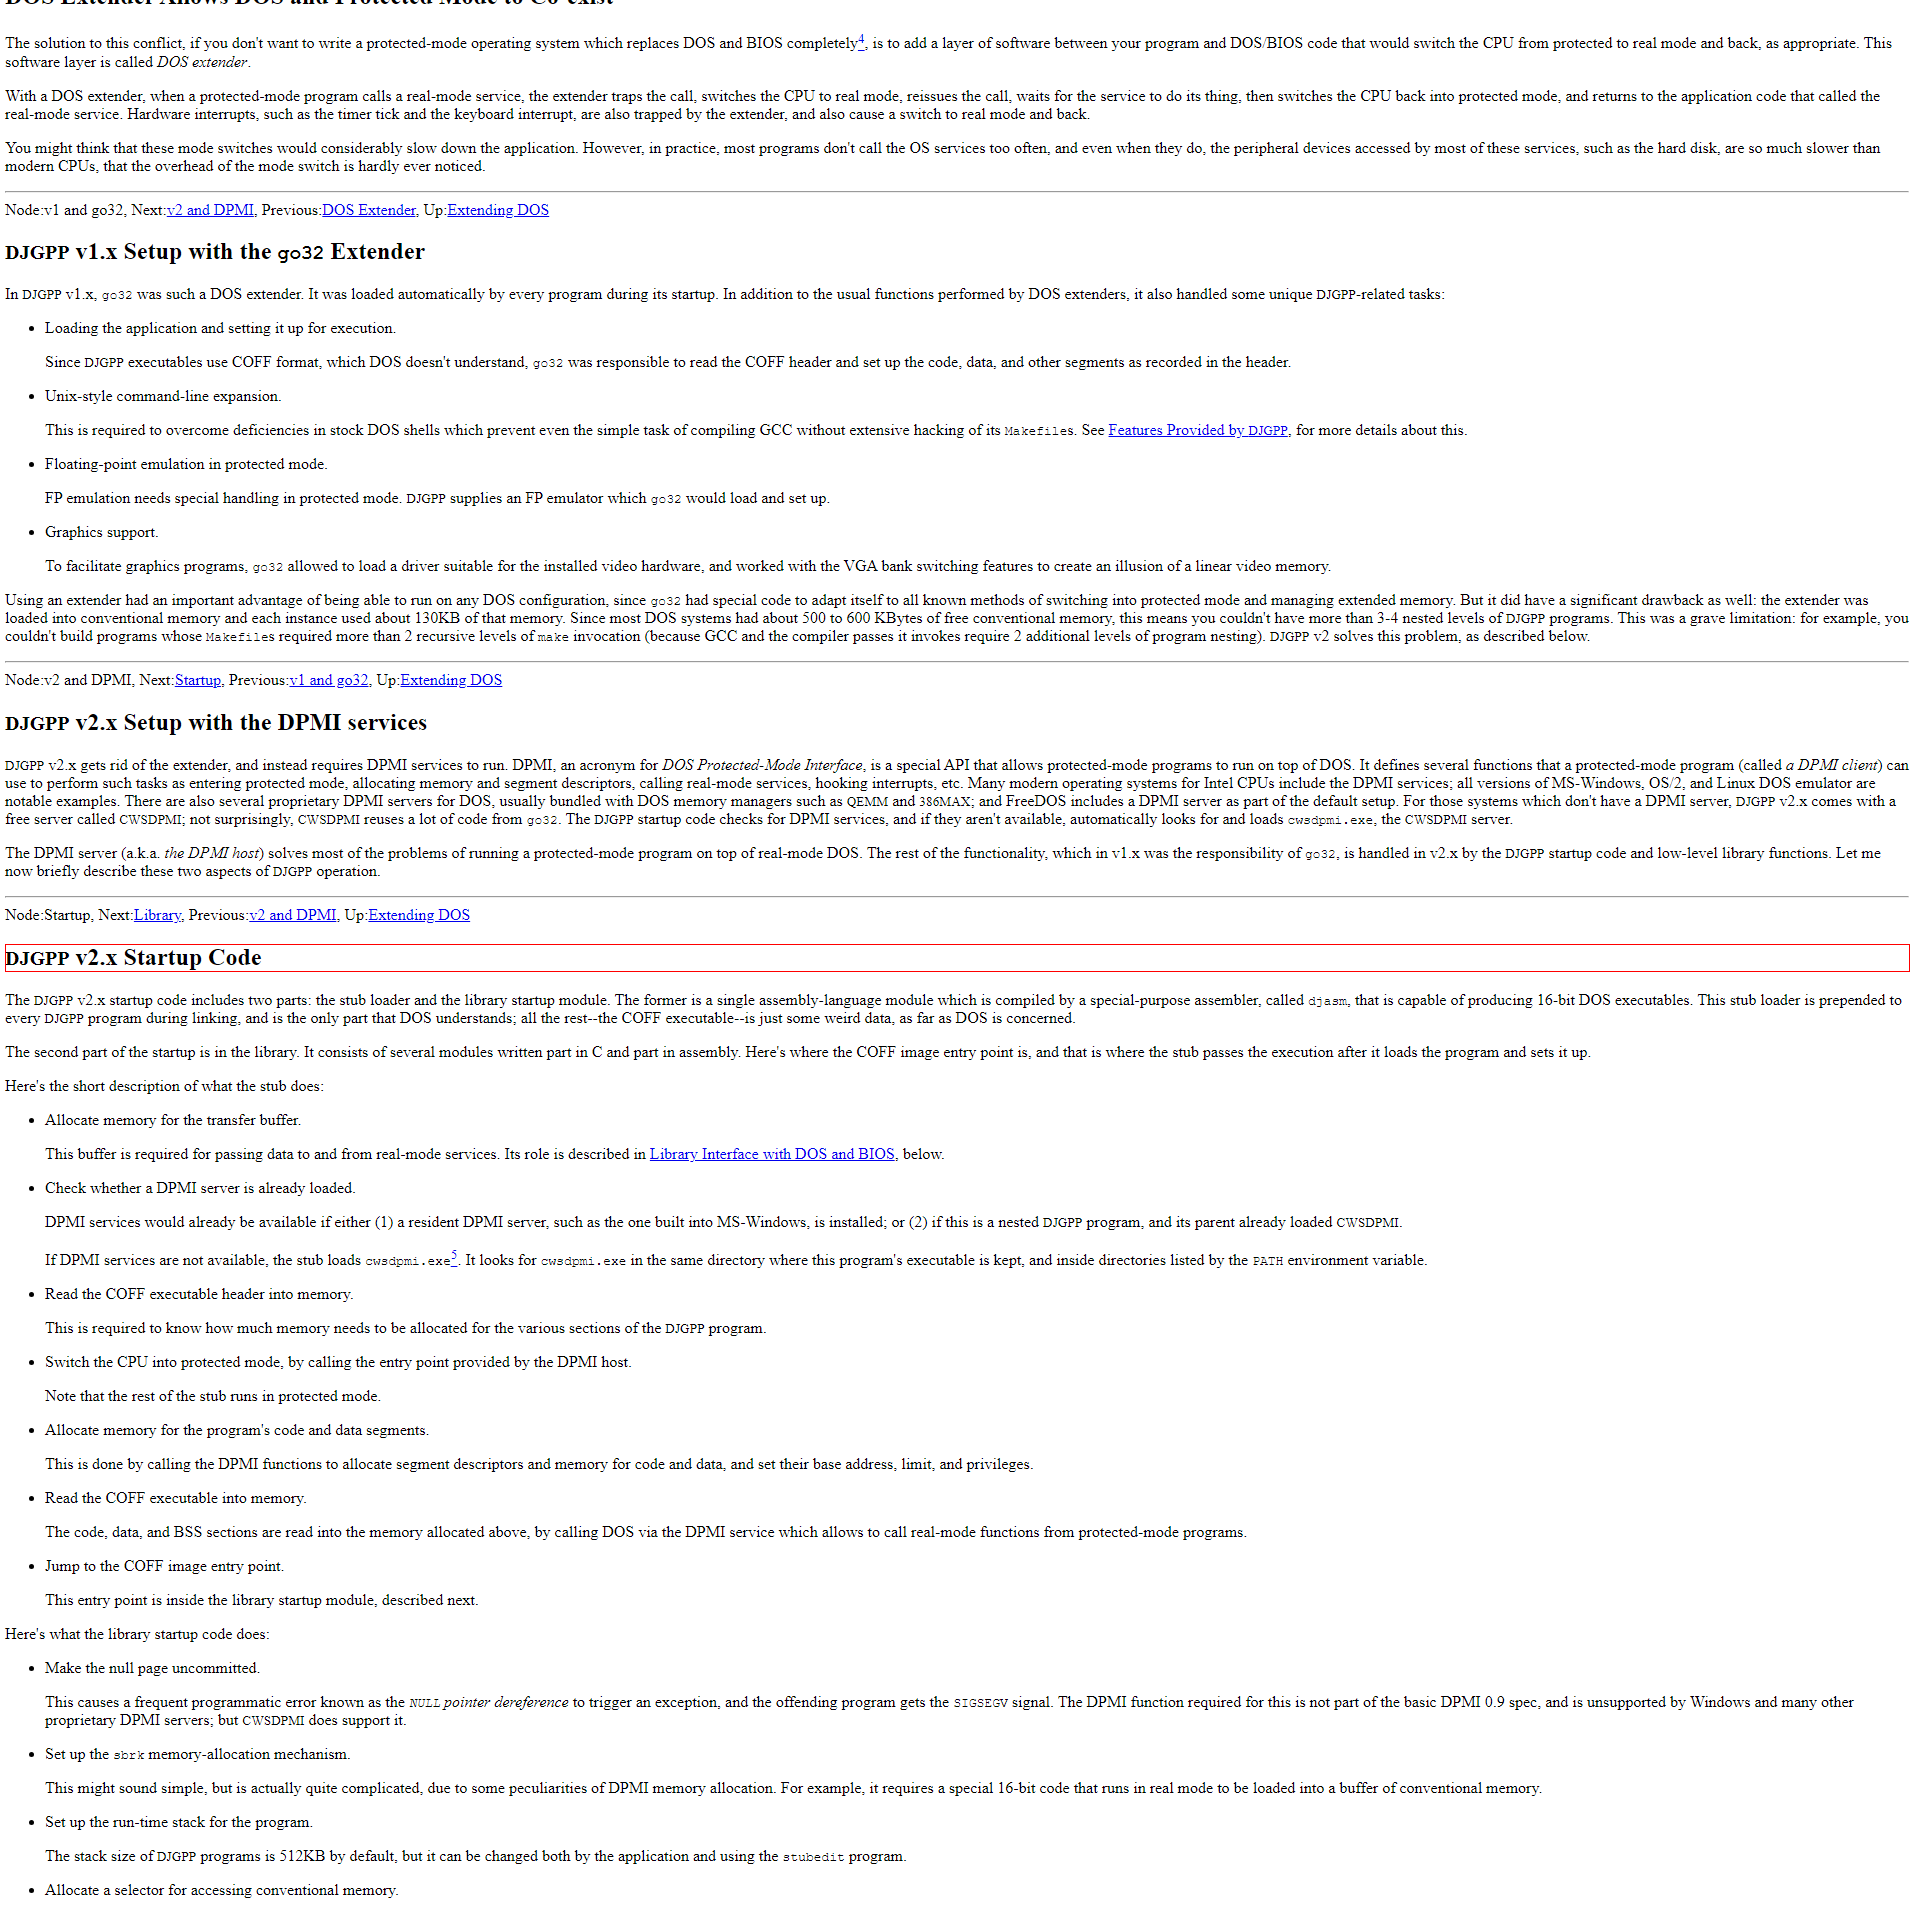 DOS Extender Allows DOS and Protected Mode to Co-exist
The solution to this conflict, if you don't want to write a protected-mode operating system which replaces DOS and BIOS completely4, is to add a layer of software between your program and DOS/BIOS code that would switch the CPU from protected to real mode and back, as appropriate. This
software layer is called DOS extender.
With a DOS extender, when a protected-mode program calls a real-mode service, the extender traps the call, switches the CPU to real mode, reissues the call, waits for the service to do its thing, then switches the CPU back into protected mode, and returns to the application code that called the
real-mode service. Hardware interrupts, such as the timer tick and the keyboard interrupt, are also trapped by the extender, and also cause a switch to real mode and back.
You might think that these mode switches would considerably slow down the application. However, in practice, most programs don't call the OS services too often, and even when they do, the peripheral devices accessed by most of these services, such as the hard disk, are so much slower than
modern CPUs, that the overhead of the mode switch is hardly ever noticed.
Node:v1 and go32, Next:v2 and DPMI, Previous:DOS Extender, Up:Extending DOS
DJGPP v1.x Setup with the go32 Extender
In DJGPP v1.x, go32 was such a DOS extender. It was loaded automatically by every program during its startup. In addition to the usual functions performed by DOS extenders, it also handled some unique DJGPP-related tasks:
• Loading the application and setting it up for execution.
Since DJGPP executables use COFF format, which DOS doesn't understand, go32 was responsible to read the COFF header and set up the code, data, and other segments as recorded in the header.
• Unix-style command-line expansion.
This is required to overcome deficiencies in stock DOS shells which prevent even the simple task of compiling GCC without extensive hacking of its Makefiles. See Features Provided by DJGPP, for more details about this.
• Floating-point emulation in protected mode.
FP emulation needs special handling in protected mode. DJGPP supplies an FP emulator which go32 would load and set up.
• Graphics support.
To facilitate graphics programs, go32 allowed to load a driver suitable for the installed video hardware, and worked with the VGA bank switching features to create an illusion of a linear video memory.
Using an extender had an important advantage of being able to run on any DOS configuration, since go32 had special code to adapt itself to all known methods of switching into protected mode and managing extended memory. But it did have a significant drawback as well: the extender was
loaded into conventional memory and each instance used about 130KB of that memory. Since most DOS systems had about 500 to 600 KBytes of free conventional memory, this means you couldn't have more than 3-4 nested levels of DJGPP programs. This was a grave limitation: for example, you
couldn't build programs whose Makefiles required more than 2 recursive levels of make invocation (because GCC and the compiler passes it invokes require 2 additional levels of program nesting). DJGPP v2 solves this problem, as described below.
Node:v2 and DPMI, Next:Startup, Previous:v1 and go32, Up:Extending DOS
DJGPP v2.x Setup with the DPMI services
DJGPP v2.x gets rid of the extender, and instead requires DPMI services to run. DPMI, an acronym for DOS Protected-Mode Interface, is a special API that allows protected-mode programs to run on top of DOS. It defines several functions that a protected-mode program (called a DPMI client) can
use to perform such tasks as entering protected mode, allocating memory and segment descriptors, calling real-mode services, hooking interrupts, etc. Many modern operating systems for Intel CPUs include the DPMI services; all versions of MS-Windows, OS/2, and Linux DOS emulator are
notable examples. There are also several proprietary DPMI servers for DOS, usually bundled with DOS memory managers such as QEMM and 386MAX; and FreeDOS includes a DPMI server as part of the default setup. For those systems which don't have a DPMI server, DJGPP v2.x comes with a
free server called CWSDPMI; not surprisingly, CWSDPMI reuses a lot of code from go32. The DJGPP startup code checks for DPMI services, and if they aren't available, automatically looks for and loads cwsdpmi.exe, the CWSDPMI server.
The DPMI server (a.k.a. the DPMI host) solves most of the problems of running a protected-mode program on top of real-mode DOS. The rest of the functionality, which in v1.x was the responsibility of go32, is handled in v2.x by the DJGPP startup code and low-level library functions. Let me
now briefly describe these two aspects of DJGPP operation.
Node:Startup, Next:Library, Previous:v2 and DPMI, Up:Extending DOS
DJGPP v2.x Startup Code
The DJGPP v2.x startup code includes two parts: the stub loader and the library startup module. The former is a single assembly-language module which is compiled by a special-purpose assembler, called djasm, that is capable of producing 16-bit DOS executables. This stub loader is prepended to
every DJGPP program during linking, and is the only part that DOS understands; all the rest--the COFF executable--is just some weird data, as far as DOS is concerned.
The second part of the startup is in the library. It consists of several modules written part in C and part in assembly. Here's where the COFF image entry point is, and that is where the stub passes the execution after it loads the program and sets it up.
Here's the short description of what the stub does:
• Allocate memory for the transfer buffer.
This buffer is required for passing data to and from real-mode services. Its role is described in Library Interface with DOS and BIOS, below.
• Check whether a DPMI server is already loaded.
DPMI services would already be available if either (1) a resident DPMI server, such as the one built into MS-Windows, is installed; or (2) if this is a nested DJGPP program, and its parent already loaded CWSDPMI.
If DPMI services are not available, the stub loads cwsdpmi.exe5. It looks for cwsdpmi.exe in the same directory where this program's executable is kept, and inside directories listed by the PATH environment variable.
• Read the COFF executable header into memory.
This is required to know how much memory needs to be allocated for the various sections of the DJGPP program.
• Switch the CPU into protected mode, by calling the entry point provided by the DPMI host.
Note that the rest of the stub runs in protected mode.
• Allocate memory for the program's code and data segments.
This is done by calling the DPMI functions to allocate segment descriptors and memory for code and data, and set their base address, limit, and privileges.
• Read the COFF executable into memory.
The code, data, and BSS sections are read into the memory allocated above, by calling DOS via the DPMI service which allows to call real-mode functions from protected-mode programs.
• Jump to the COFF image entry point.
This entry point is inside the library startup module, described next.
Here's what the library startup code does:
• Make the null page uncommitted.
This causes a frequent programmatic error known as the NULL pointer dereference to trigger an exception, and the offending program gets the SIGSEGV signal. The DPMI function required for this is not part of the basic DPMI 0.9 spec, and is unsupported by Windows and many other
proprietary DPMI servers; but CWSDPMI does support it.
• Set up the sbrk memory-allocation mechanism.
This might sound simple, but is actually quite complicated, due to some peculiarities of DPMI memory allocation. For example, it requires a special 16-bit code that runs in real mode to be loaded into a buffer of conventional memory.
• Set up the run-time stack for the program.
The stack size of DJGPP programs is 512KB by default, but it can be changed both by the application and using the stubedit program.
• Allocate a selector for accessing conventional memory.